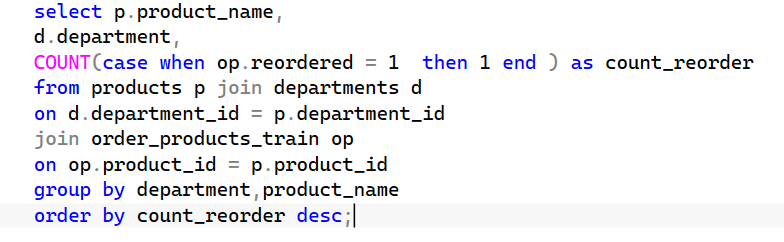 select p.product_name,
d.department,
COUNT(case when op.reordered = 1  then 1 end ) as count_reorder
from products p join departments d
on d.department_id = p.department_id
join order_products_train op
on op.product_id = p.product_id
group by department,product_name
order by count_reorder desc;